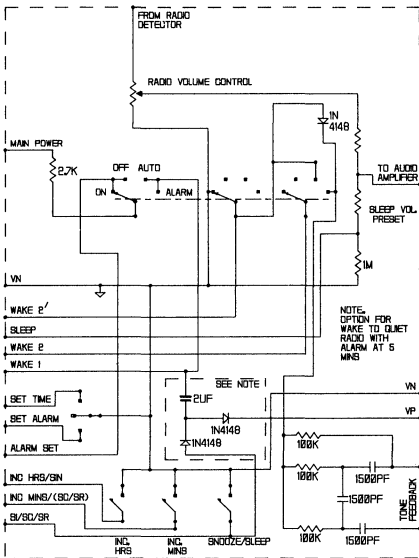 FROM RADIO
DETECTOR
RADIO VOLUME CONTROL
1N
4148
MAIN POWER
2.7K
OFF AUTO
ON
ALARM
TO AUDIO
AMPLIFIER
SLEEP VOL.
PRESET
1M
VN
WAKE 2'
SLEEP
WAKE 2
WAKE 1
NOTE.
OPTION FOR
WAKE TO QUIET
RADIO WITH
ALARM AT 5
MINS
SEE NOTE
2UF
1N4148
1N4148
VN
VP
SET TIME
SET ALARM
ALARM SET
100K
100K
1500PF
1500PF
100K
1500PF
TONE
FEEDBACK
INC HRS/SIN
INC MINS/(SC/SR)
SI/SC/SR
INC.
HRS
INC.
MINS
SNOOZE/SLEEP